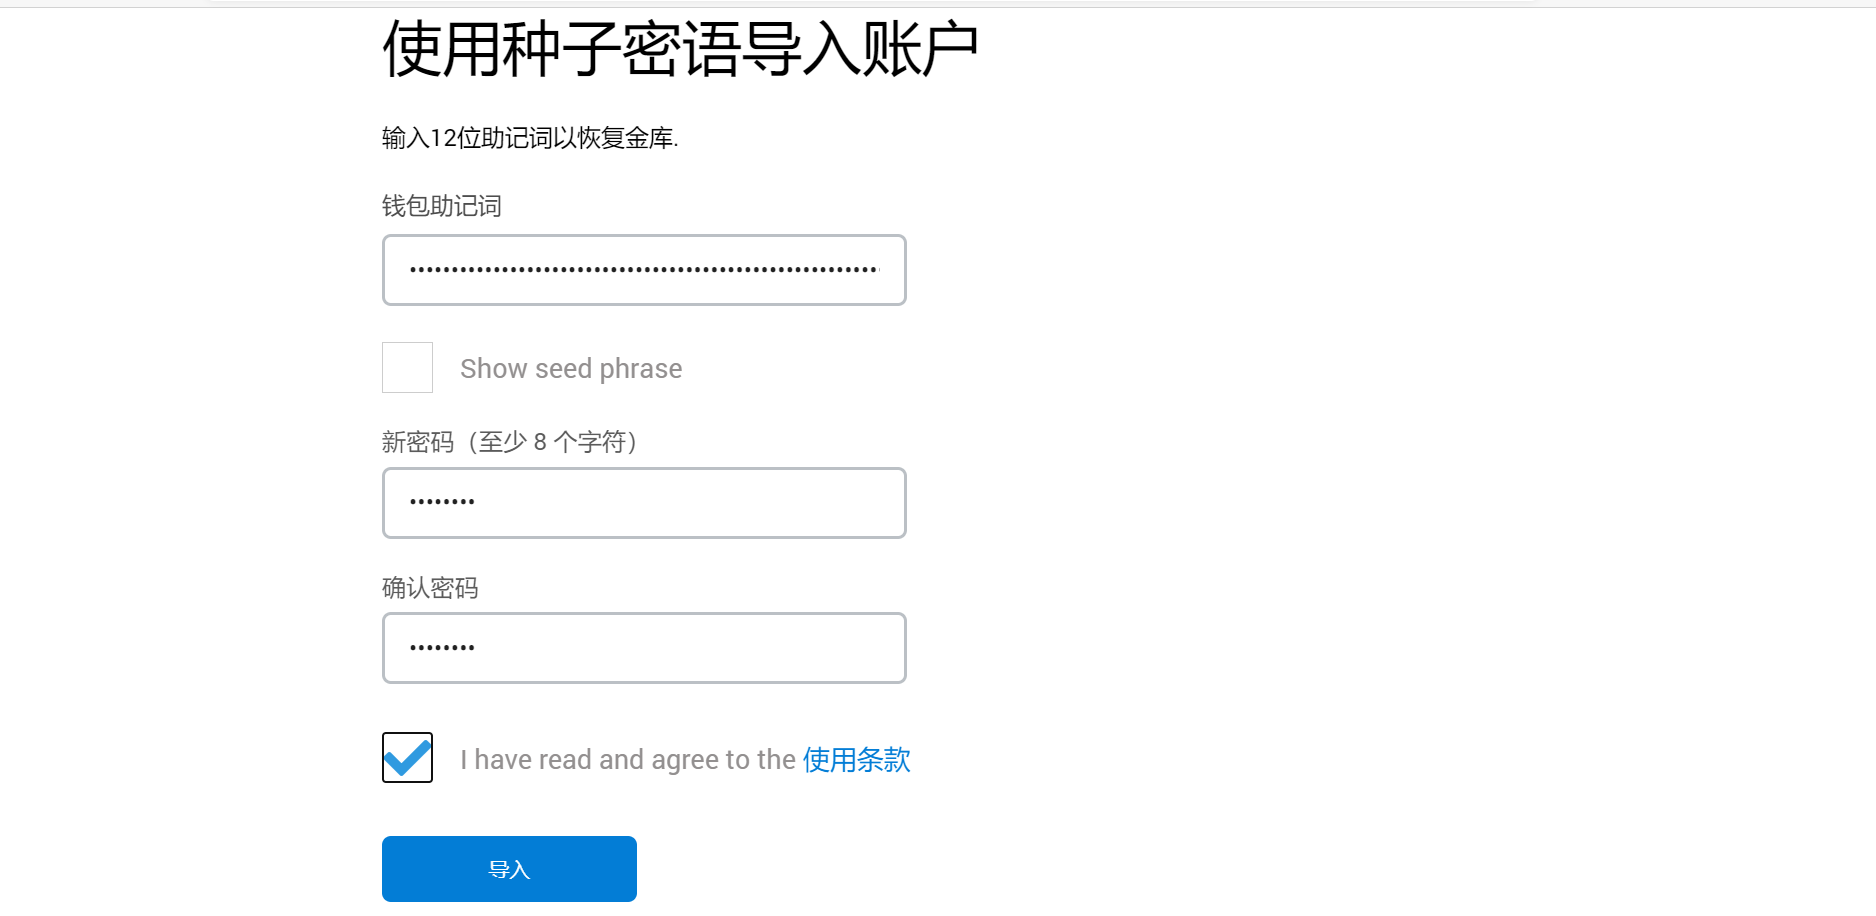 使用种子密语导入账户
输入12位助记词以恢复金库.
钱包助记词
Show seed phrase
新密码（至少 8 个字符）
••••••••
确认密码
••••••••
I have read and agree to the 使用条款
导入